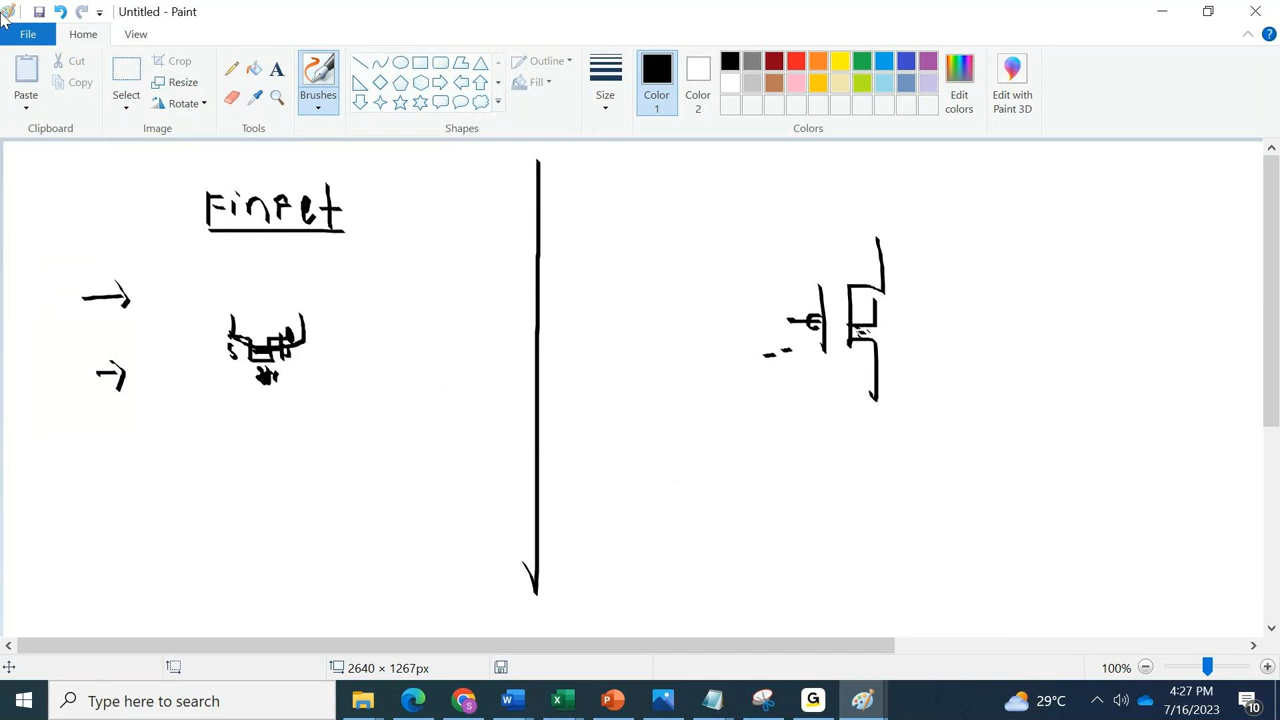 Untitled - Paint
File Home View
Paste
Cut
Copy
Clipboard
Select
Crop
Resize
Rotate
Image
Tools
Brushes
Shapes
Outline
Fill
Size
Color 1
Color 2
Edit colors
Colors
Edit with Paint 3D
FinFet
S
2640 × 1267px
100%
Type here to search
29°C
4:27 PM
7/16/2023
10